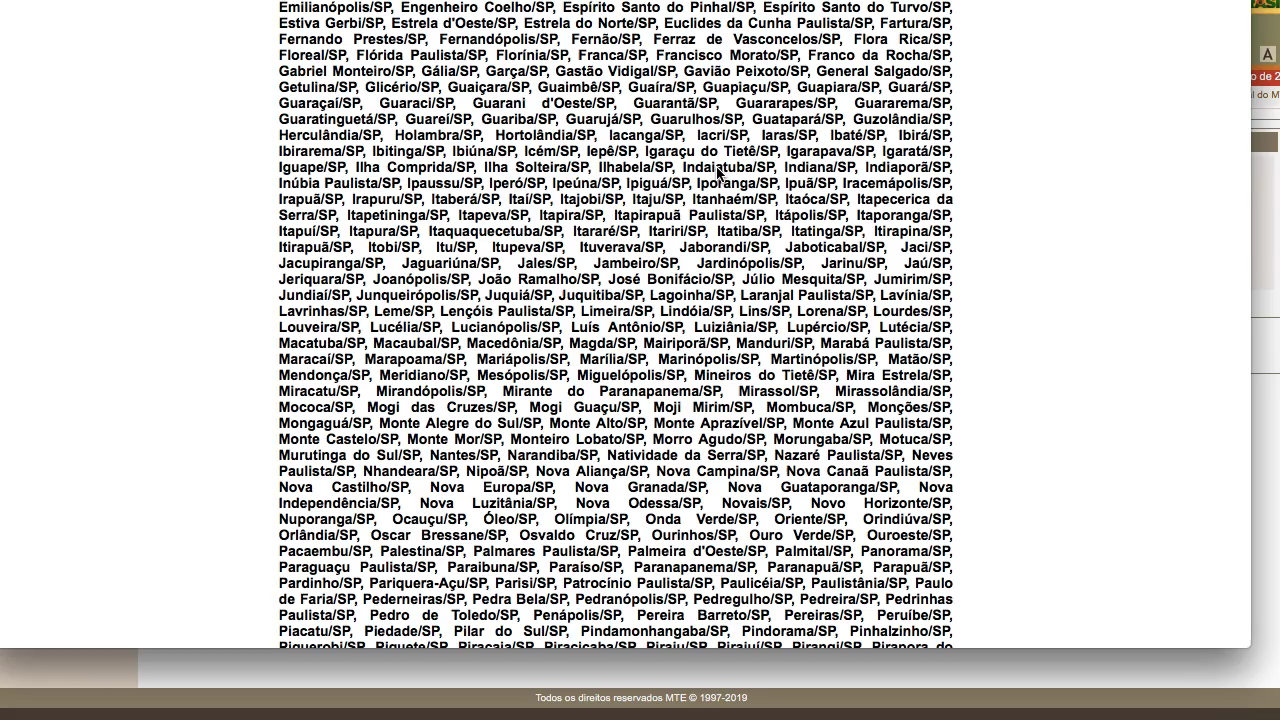 Emilianópolis/SP, Engenheiro Coelho/SP, Espírito Santo do Pinhal/SP, Espírito Santo do Turvo/SP,
Estiva Gerbi/SP, Estrela d'Oeste/SP, Estrela do Norte/SP, Euclides da Cunha Paulista/SP, Fartura/SP,
Fernando Prestes/SP, Fernandópolis/SP, Fernão/SP, Ferraz de Vasconcelos/SP, Flora Rica/SP,
Floreal/SP, Flórida Paulista/SP, Florínia/SP, Franca/SP, Francisco Morato/SP, Franco da Rocha/SP,
Gabriel Monteiro/SP, Gália/SP, Garça/SP, Gastão Vidigal/SP, Gavião Peixoto/SP, General Salgado/SP,
Getulina/SP, Glicério/SP, Guaiçara/SP, Guaimbê/SP, Guaíra/SP, Guapiaçu/SP, Guapiara/SP, Guará/SP,
Guaraçaí/SP, Guaraci/SP, Guarani d'Oeste/SP, Guarantã/SP, Guararapes/SP, Guararema/SP,
Guaratinguetá/SP, Guareí/SP, Guariba/SP, Guarujá/SP, Guarulhos/SP, Guatapará/SP, Guzolândia/SP,
Herculândia/SP, Holambra/SP, Hortolândia/SP, Iacanga/SP, Iacri/SP, Iaras/SP, Ibaté/SP, Ibirá/SP,
Ibirarema/SP, Ibitinga/SP, Ibiúna/SP, Icém/SP, Iepê/SP, Igaraçu do Tietê/SP, Igarapava/SP, Igaratá/SP,
Iguape/SP, Ilha Comprida/SP, Ilha Solteira/SP, Ilhabela/SP, Indaiatuba/SP, Indiana/SP, Indiaporã/SP,
Inúbia Paulista/SP, Ipaussu/SP, Iperó/SP, Ipeúna/SP, Ipiguá/SP, Iporanga/SP, Ipuã/SP, Iracemápolis/SP,
Irapuã/SP, Irapuru/SP, Itaberá/SP, Itaí/SP, Itajobi/SP, Itaju/SP, Itanhaém/SP, Itaóca/SP, Itapecerica da
Serra/SP, Itapetininga/SP, Itapeva/SP, Itapira/SP, Itapirapuã Paulista/SP, Itápolis/SP, Itaporanga/SP,
Itapuí/SP, Itapura/SP, Itaquaquecetuba/SP, Itararé/SP, Itariri/SP, Itatiba/SP, Itatinga/SP, Itirapina/SP,
Itirapuã/SP, Itobi/SP, Itu/SP, Itupeva/SP, Ituverava/SP, Jaborandi/SP, Jaboticabal/SP, Jaci/SP,
Jacupiranga/SP, Jaguariúna/SP, Jales/SP, Jambeiro/SP, Jardinópolis/SP, Jarinu/SP, Jaú/SP,
Jeriquara/SP, Joanópolis/SP, João Ramalho/SP, José Bonifácio/SP, Júlio Mesquita/SP, Jumirim/SP,
Jundiaí/SP, Junqueirópolis/SP, Juquiá/SP, Juquitiba/SP, Lagoinha/SP, Laranjal Paulista/SP, Lavínia/SP,
Lavrinhas/SP, Leme/SP, Lençóis Paulista/SP, Limeira/SP, Lindóia/SP, Lins/SP, Lorena/SP, Lourdes/SP,
Louveira/SP, Lucélia/SP, Lucianópolis/SP, Luís Antônio/SP, Luiziânia/SP, Lupércio/SP, Lutécia/SP,
Macatuba/SP, Macaubal/SP, Macedônia/SP, Magda/SP, Mairiporã/SP, Manduri/SP, Marabá Paulista/SP,
Maracaí/SP, Marapoama/SP, Mariápolis/SP, Marília/SP, Marinópolis/SP, Martinópolis/SP, Matão/SP,
Mendonça/SP, Meridiano/SP, Mesópolis/SP, Miguelópolis/SP, Mineiros do Tietê/SP, Mira Estrela/SP,
Miracatu/SP, Mirandópolis/SP, Mirante do Paranapanema/SP, Mirassol/SP, Mirassolândia/SP,
Mococa/SP, Mogi das Cruzes/SP, Mogi Guaçu/SP, Moji Mirim/SP, Mombuca/SP, Monções/SP,
Mongaguá/SP, Monte Alegre do Sul/SP, Monte Alto/SP, Monte Aprazível/SP, Monte Azul Paulista/SP,
Monte Castelo/SP, Monte Mor/SP, Monteiro Lobato/SP, Morro Agudo/SP, Morungaba/SP, Motuca/SP,
Murutinga do Sul/SP, Nantes/SP, Narandiba/SP, Natividade da Serra/SP, Nazaré Paulista/SP, Neves
Paulista/SP, Nhandeara/SP, Nipoã/SP, Nova Aliança/SP, Nova Campina/SP, Nova Canaã Paulista/SP,
Nova Castilho/SP, Nova Europa/SP, Nova Granada/SP, Nova Guataporanga/SP, Nova
Independência/SP, Nova Luzitânia/SP, Nova Odessa/SP, Novais/SP, Novo Horizonte/SP,
Nuporanga/SP, Ocauçu/SP, Óleo/SP, Olímpia/SP, Onda Verde/SP, Oriente/SP, Orindiúva/SP,
Orlândia/SP, Oscar Bressane/SP, Osvaldo Cruz/SP, Ourinhos/SP, Ouro Verde/SP, Ouroeste/SP,
Pacaembu/SP, Palestina/SP, Palmares Paulista/SP, Palmeira d'Oeste/SP, Palmital/SP, Panorama/SP,
Paraguaçu Paulista/SP, Paraibuna/SP, Paraíso/SP, Paranapanema/SP, Paranapuã/SP, Parapuã/SP,
Pardinho/SP, Pariquera-Açu/SP, Parisi/SP, Patrocínio Paulista/SP, Paulicéia/SP, Paulistânia/SP, Paulo
de Faria/SP, Pederneiras/SP, Pedra Bela/SP, Pedranópolis/SP, Pedregulho/SP, Pedreira/SP, Pedrinhas
Paulista/SP, Pedro de Toledo/SP, Penápolis/SP, Pereira Barreto/SP, Pereiras/SP, Peruíbe/SP,
Piacatu/SP, Piedade/SP, Pilar do Sul/SP, Pindamonhangaba/SP, Pindorama/SP, Pinhalzinho/SP,
Piquerobi/SP, Piquete/SP, Piracaia/SP, Piracicaba/SP, Piraju/SP, Pirajuí/SP, Pirangi/SP, Pirapora do
A
o de 2
l do M
Todos os direitos reservados MTE © 1997-2019